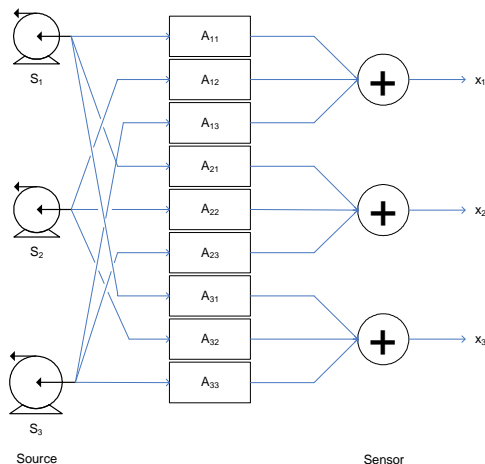 S1
S2
S3
Source
A11
A12
A13
A21
A22
A23
A31
A32
A33
+
+
+
x1
x2
x3
Sensor